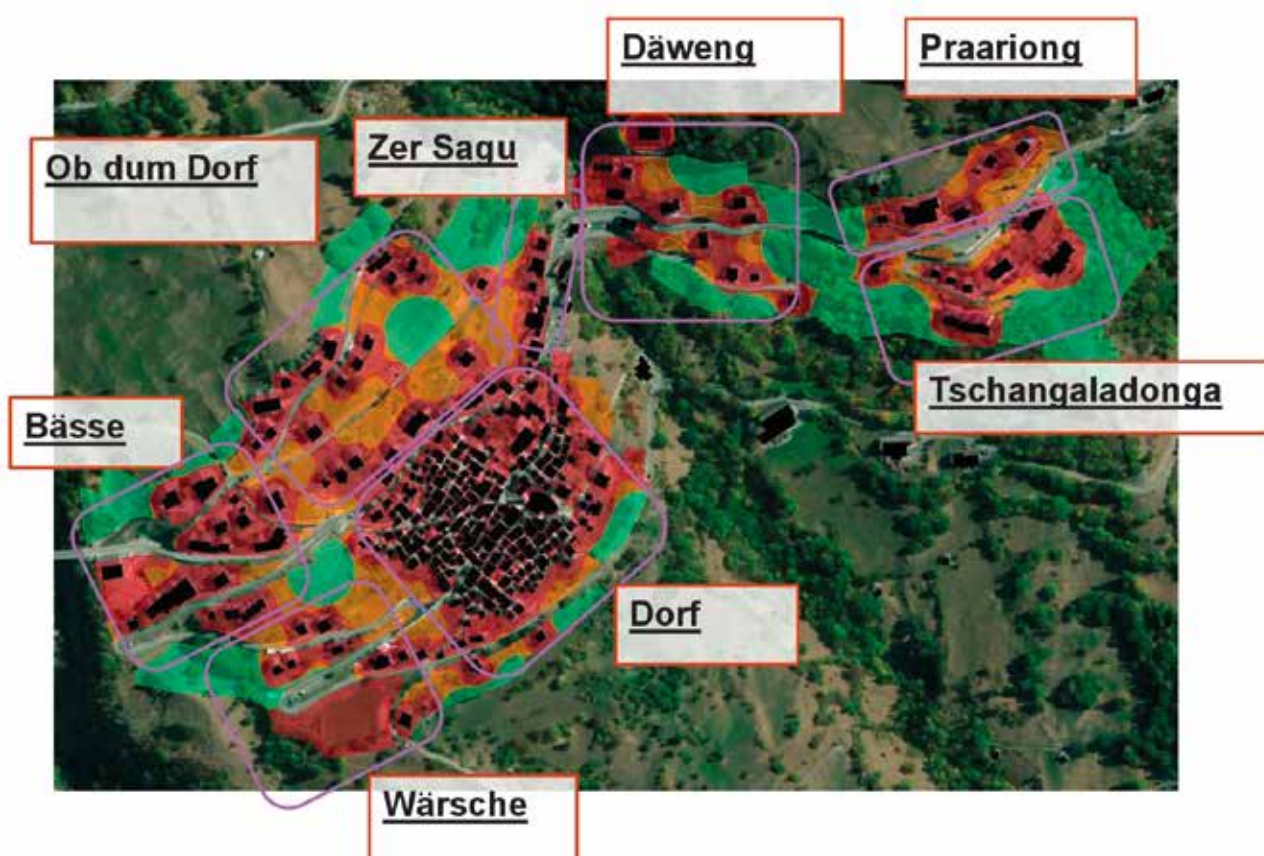 Däweng
Praariong
Zer Sagu
Ob dum Dorf
Tschangaladonga
Bässe
Dorf
Wärsche